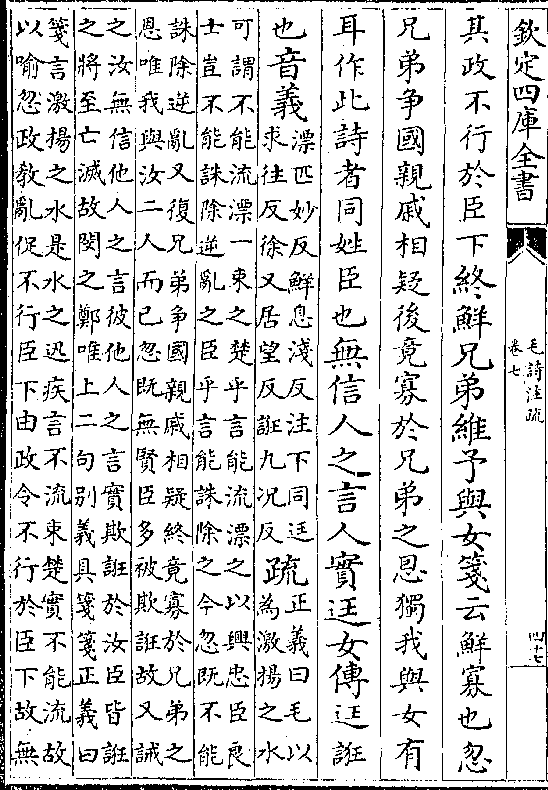 欽定四庫全書
毛詩注疏
卷七
四十七
其政不行於臣下終鮮兄弟維予與女箋云鮮寡也忽
兄弟争國親戚相疑後竟寡於兄弟之恩獨我與女有
耳作此詩者同姓臣也無信人之言人實迋女傳迋誑
也音義
漂匹妙反鮮息淺反注下同迋
求往反徐又居望反誑九况反
疏
正義曰毛以
為激揚之水
可謂不能流漂一束之楚乎言能流漂之以興忠臣良
士豈不能誅除逆亂之臣乎言能誅除之今忽既不能
誅除逆亂又復兄弟争國親戚相疑終竟寡於兄弟之
恩唯我與汝二人而已忽既無賢臣多被欺誑故又誡
之汝無信他人之言彼他人之言實欺誑於汝臣皆誑
之將至亡滅故閔之鄭唯上二句别義具箋箋正義曰
箋言激揚之水是水之迅疾言不流束楚實不能流故
以喻忽政教亂促不行臣下由政令不行於臣下故無